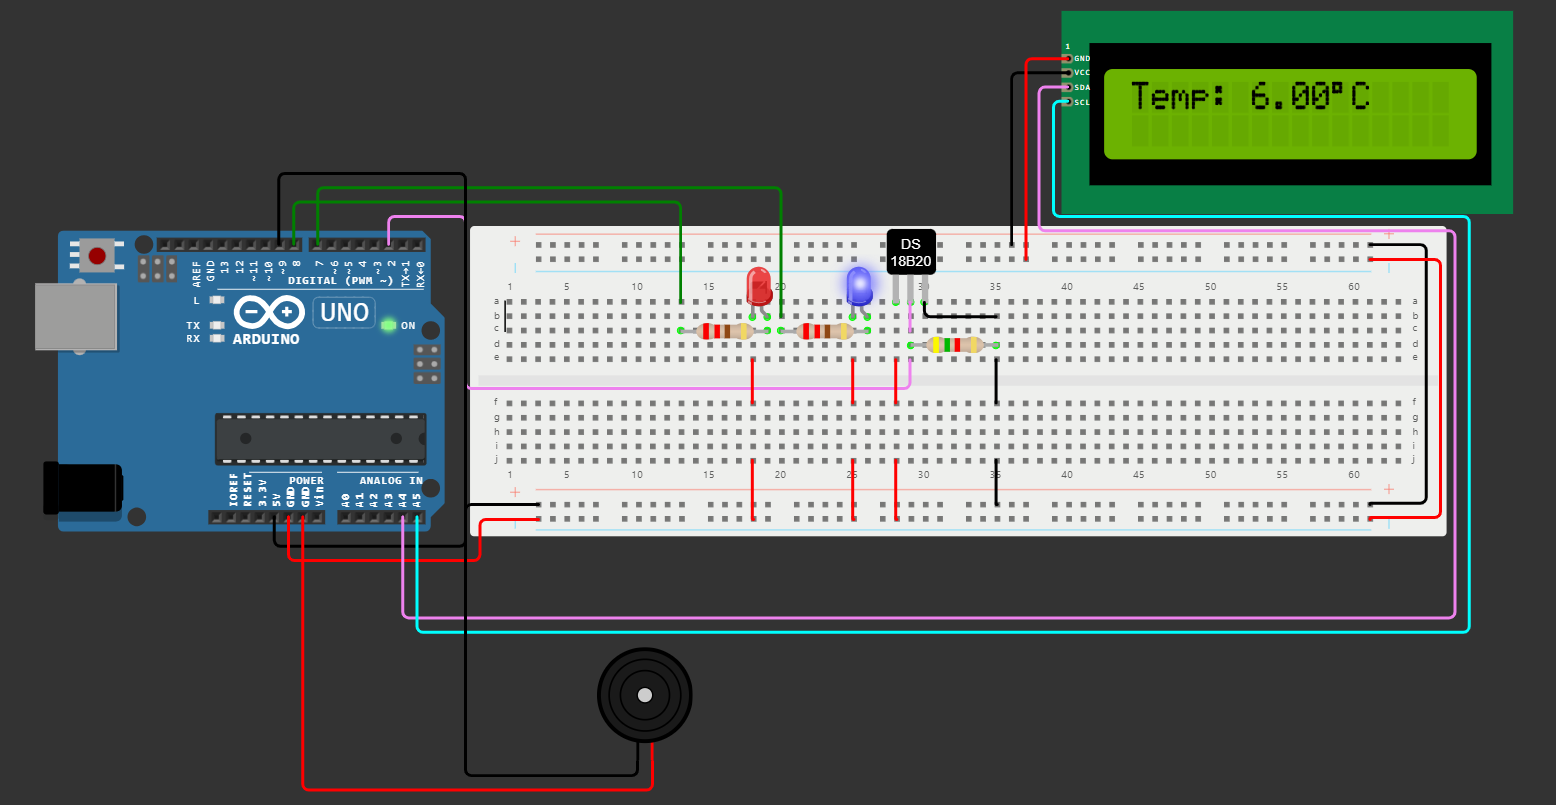 1
GND
VCC
SDA
SCL
Temp: 6.00°C
AREF
GND
13
12
~11
~10
~9
8
7
~6
~5
4
~3
2
TX→1
RX←0
DIGITAL (PWM ~)
L
TX
RX
UNO
ON
ARDUINO
DS
18B20
+ +
1 5 10 15 20 25 30 35 40 45 50 55 60
a a
b b
c c
d d
e e
f f
g g
h h
i i
j j
1 5 10 15 20 25 30 35 40 45 50 55 60
+ +
POWER
ANALOG IN
IOREF
RESET
3.3V
5V
GND
GND
Vin
A0
A1
A2
A3
A4
A5